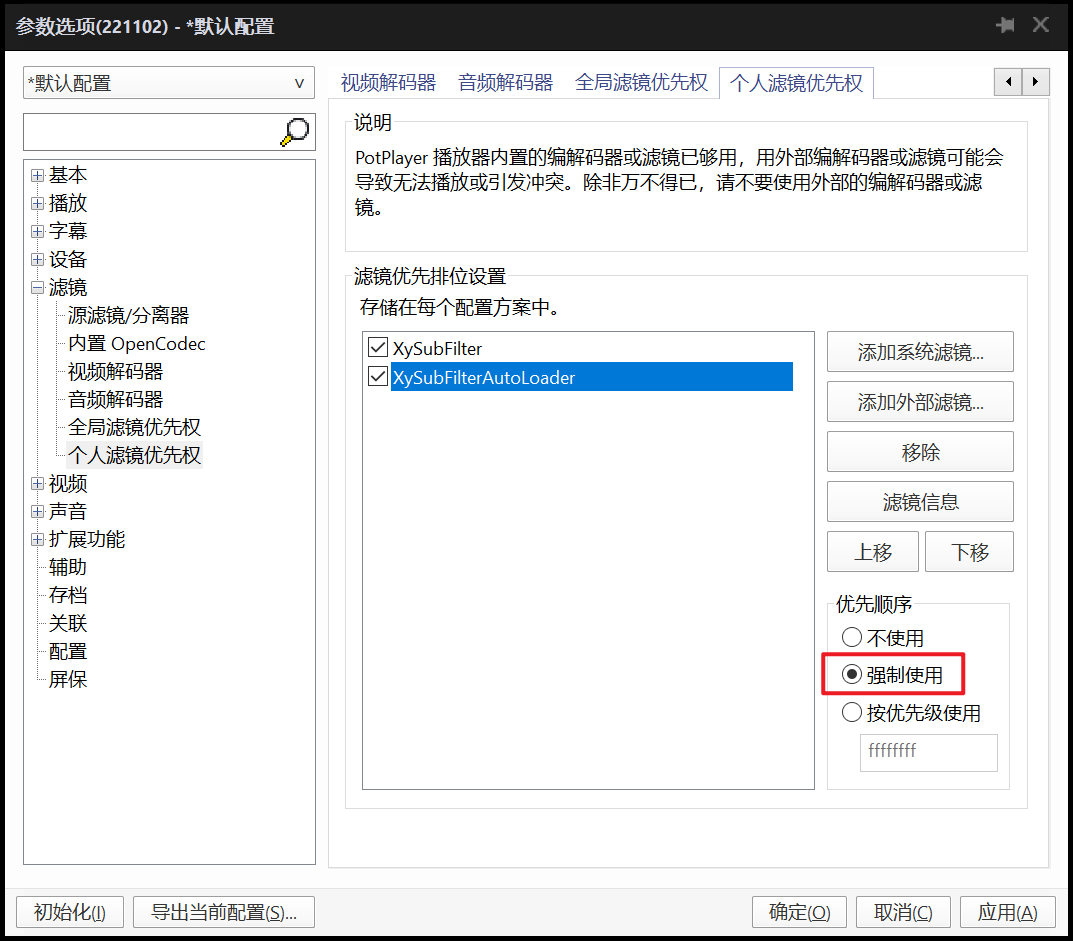 参数选项(221102) - *默认配置
*默认配置
视频解码器 音频解码器 全局滤镜优先权 个人滤镜优先权
基本
播放
字幕
设备
滤镜
源滤镜/分离器
内置 OpenCodec
视频解码器
音频解码器
全局滤镜优先权
个人滤镜优先权
视频
声音
扩展功能
辅助
存档
关联
配置
屏保
说明
PotPlayer 播放器内置的编解码器或滤镜已够用，用外部编解码器或滤镜可能会
导致无法播放或引发冲突。除非万不得已，请不要使用外部的编解码器或滤
镜。
滤镜优先排位设置
存储在每个配置方案中。
XySubFilter
XySubFilterAutoLoader
添加系统滤镜...
添加外部滤镜...
移除
滤镜信息
上移 下移
优先顺序
不使用
强制使用
按优先级使用
ffffffff
初始化(I) 导出当前配置(S)... 确定(O) 取消(C) 应用(A)